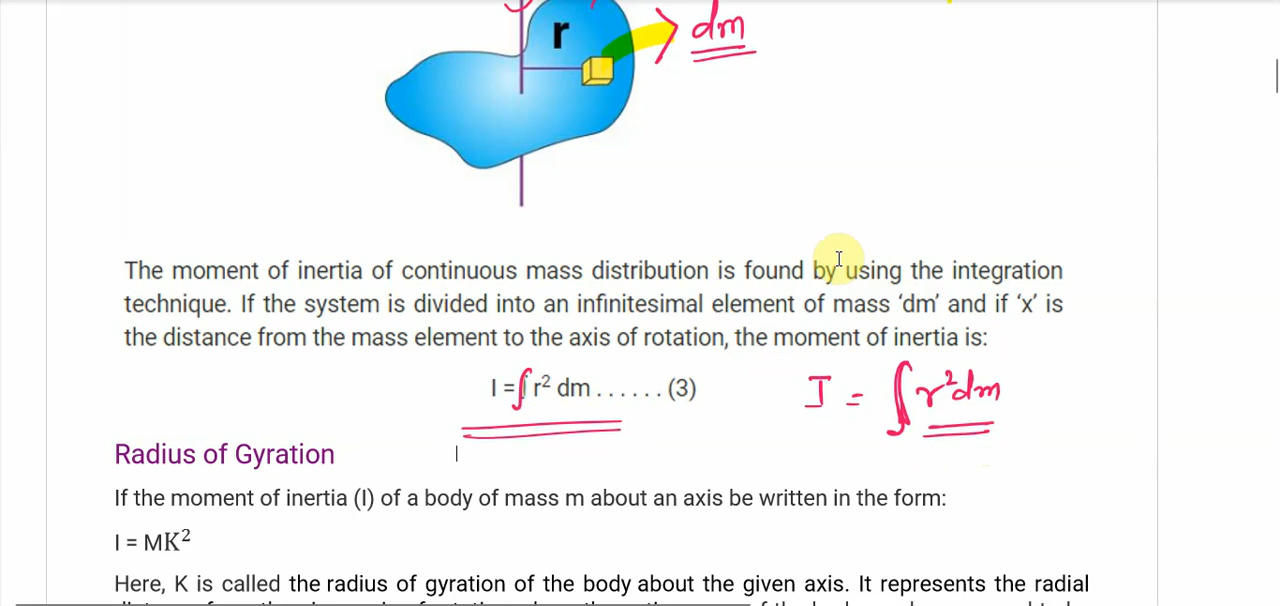 r
dm
The moment of inertia of continuous mass distribution is found by using the integration
technique. If the system is divided into an infinitesimal element of mass ‘dm’ and if ‘x’ is
the distance from the mass element to the axis of rotation, the moment of inertia is:
I =∫ r² dm . . . . . . (3)
I = ∫ r²dm
Radius of Gyration
If the moment of inertia (I) of a body of mass m about an axis be written in the form:
I = MK²
Here, K is called the radius of gyration of the body about the given axis. It represents the radial